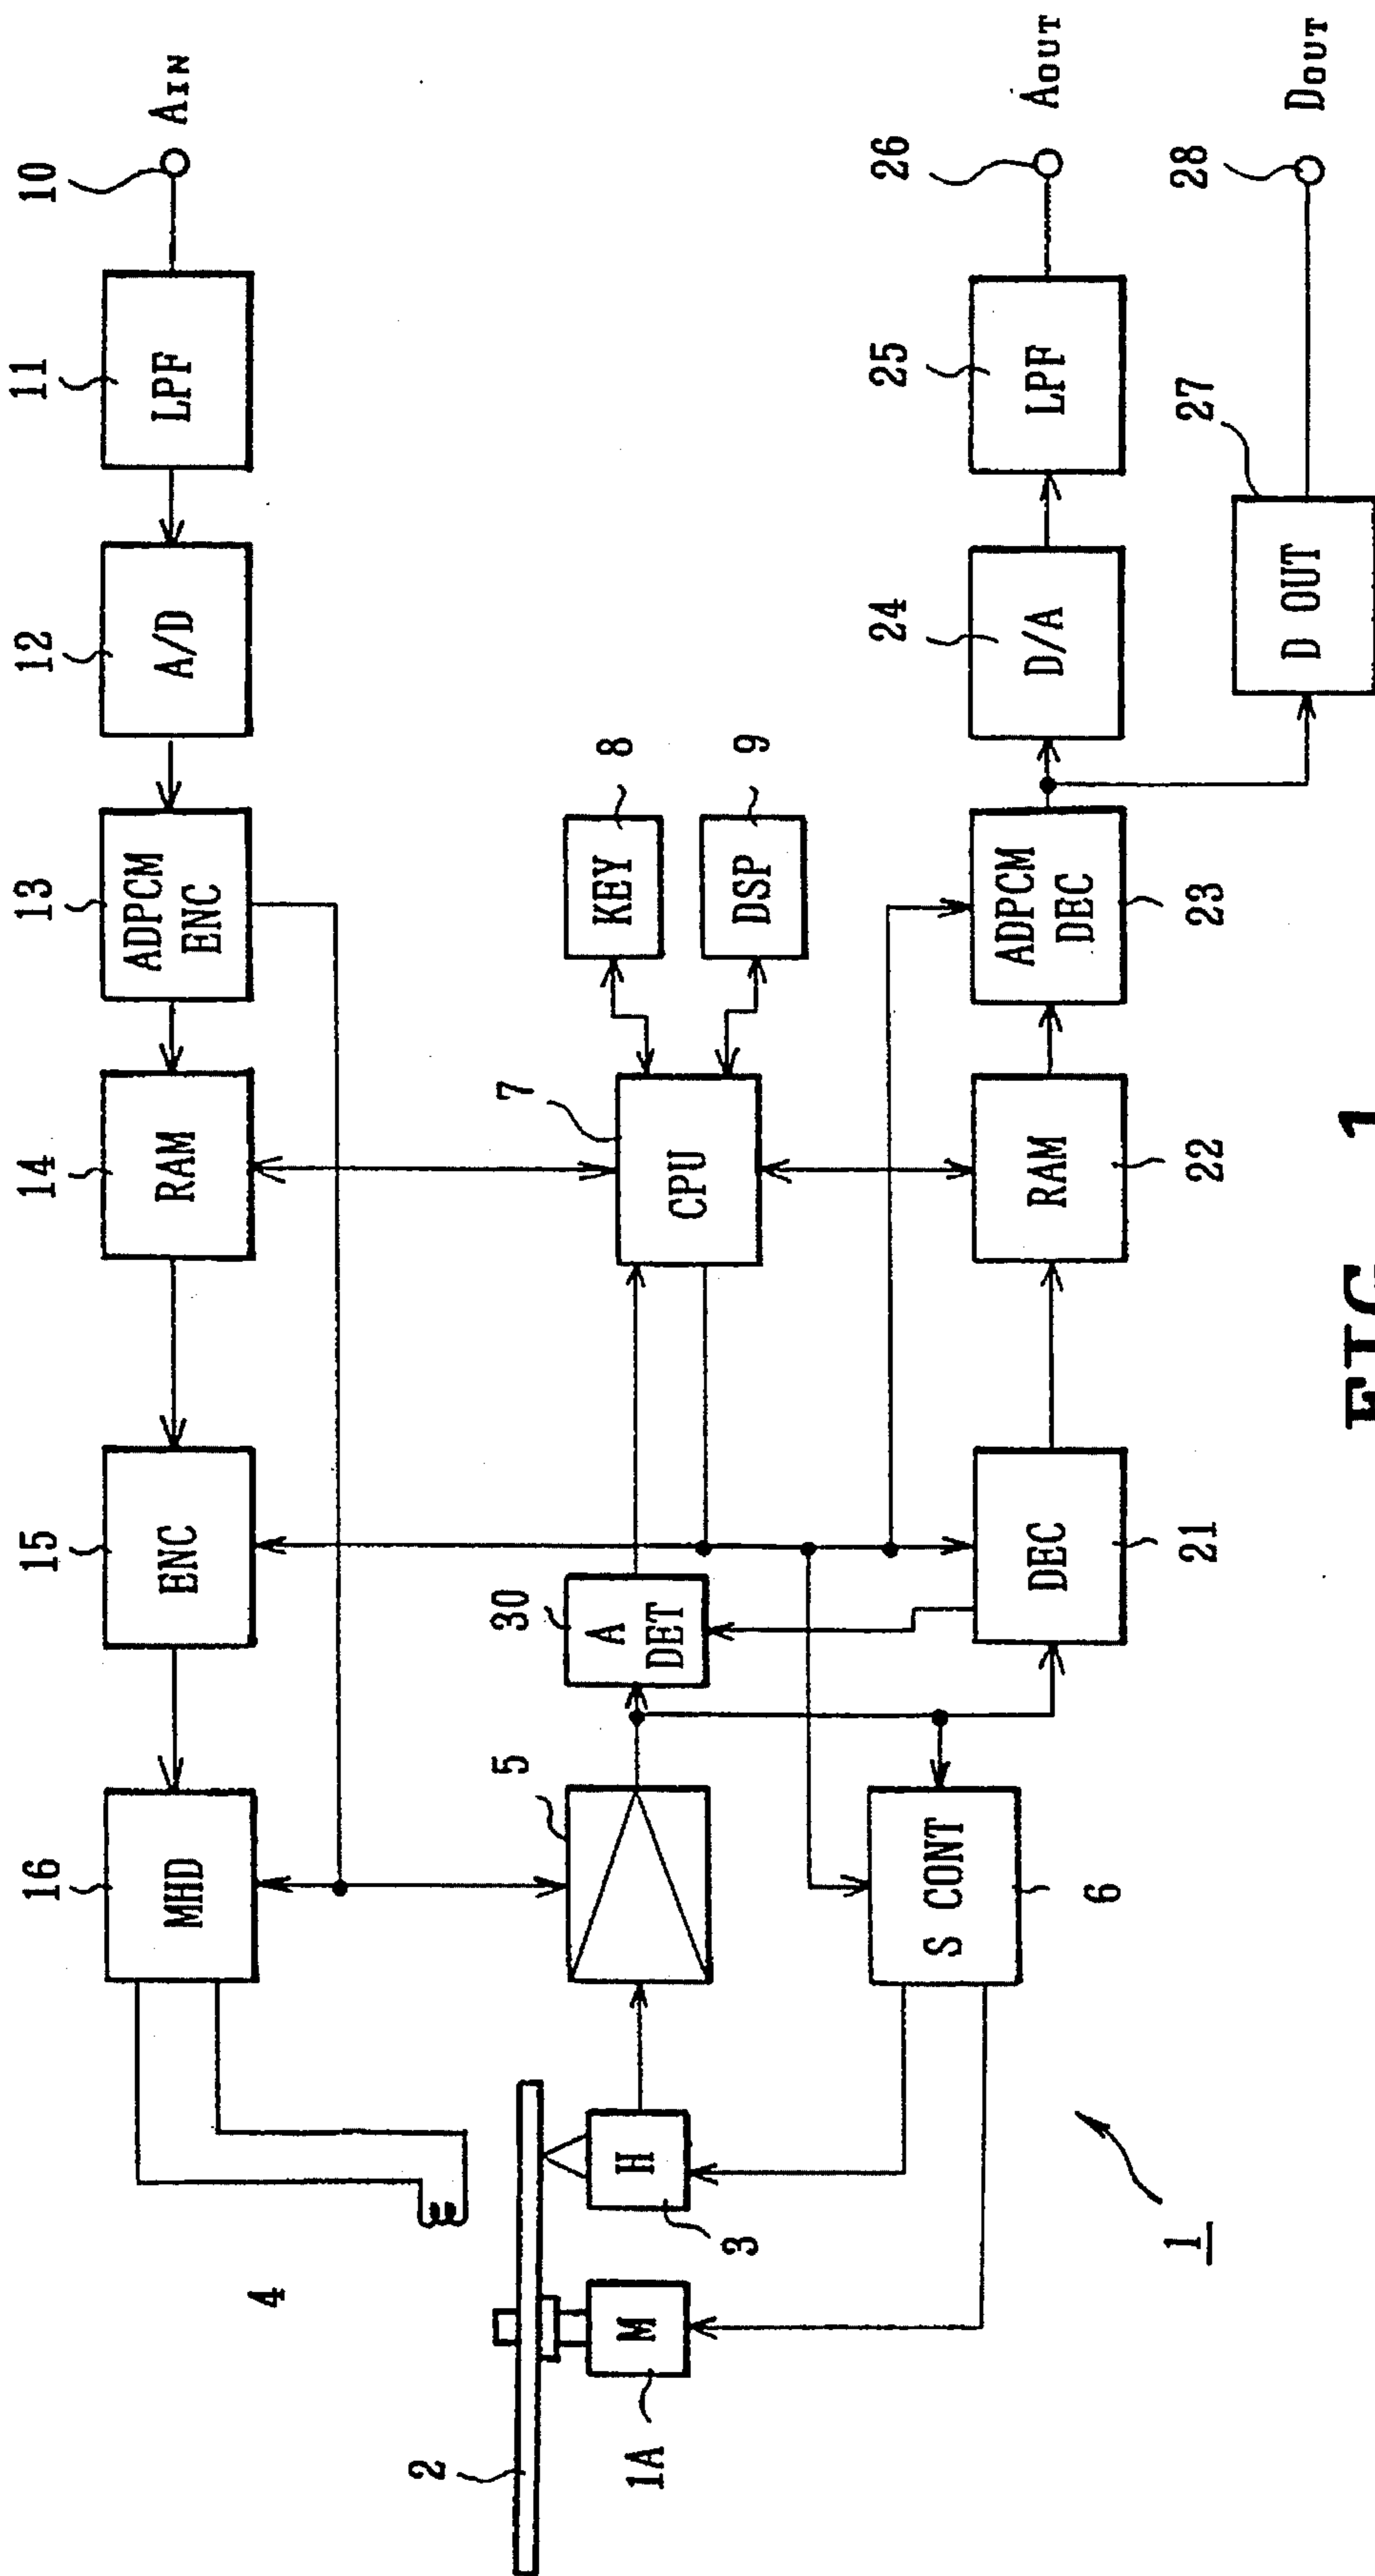 10
AIN
11
LPF
12
A/D
13
ADPCM
ENC
14
RAM
15
ENC
16
MHD
4
8
KEY
9
DSP
7
CPU
30
A
DET
5
H
3
M
1A
2
S CONT
6
21
DEC
22
RAM
23
ADPCM
DEC
24
D/A
25
LPF
26
AOUT
27
D OUT
28
DOUT
1
FIG. 1